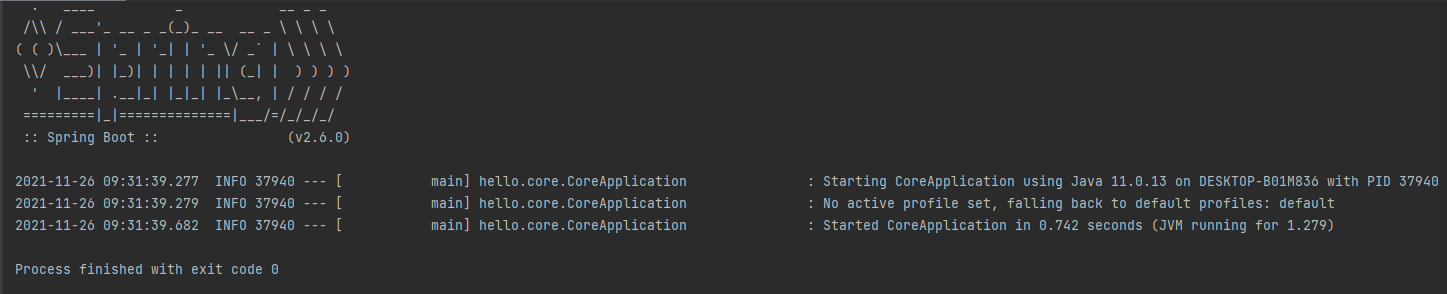 .   ____          _            __ _ _
 /\\ / ___'_ __ _ _(_)_ __  __ _ \ \ \ \
( ( )\___ | '_ | '_| | '_ \/ _` | \ \ \ \
 \\/  ___)| |_)| | | | | || (_| |  ) ) ) )
  '  |____| .__|_| |_|_| |_\__, | / / / /
 =========|_|==============|___/=/_/_/_/
 :: Spring Boot ::                (v2.6.0)
2021-11-26 09:31:39.277  INFO 37940 --- [           main] hello.core.CoreApplication               : Starting CoreApplication using Java 11.0.13 on DESKTOP-B01M836 with PID 37940
2021-11-26 09:31:39.279  INFO 37940 --- [           main] hello.core.CoreApplication               : No active profile set, falling back to default profiles: default
2021-11-26 09:31:39.682  INFO 37940 --- [           main] hello.core.CoreApplication               : Started CoreApplication in 0.742 seconds (JVM running for 1.279)
Process finished with exit code 0